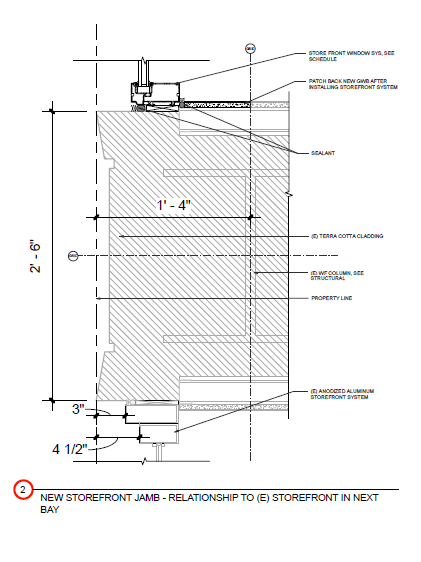 STORE FRONT WINDOW SYS, SEE
SCHEDULE
PATCH BACK NEW GWB AFTER
INSTALLING STOREFRONT SYSTEM
SEALANT
1' - 4"
2' - 6"
(E) TERRA COTTA CLADDING
(E) WF COLUMN, SEE
STRUCTURAL
PROPERTY LINE
(E) ANODIZED ALUMINUM
STOREFRONT SYSTEM
3"
4 1/2"
2
NEW STOREFRONT JAMB - RELATIONSHIP TO (E) STOREFRONT IN NEXT
BAY